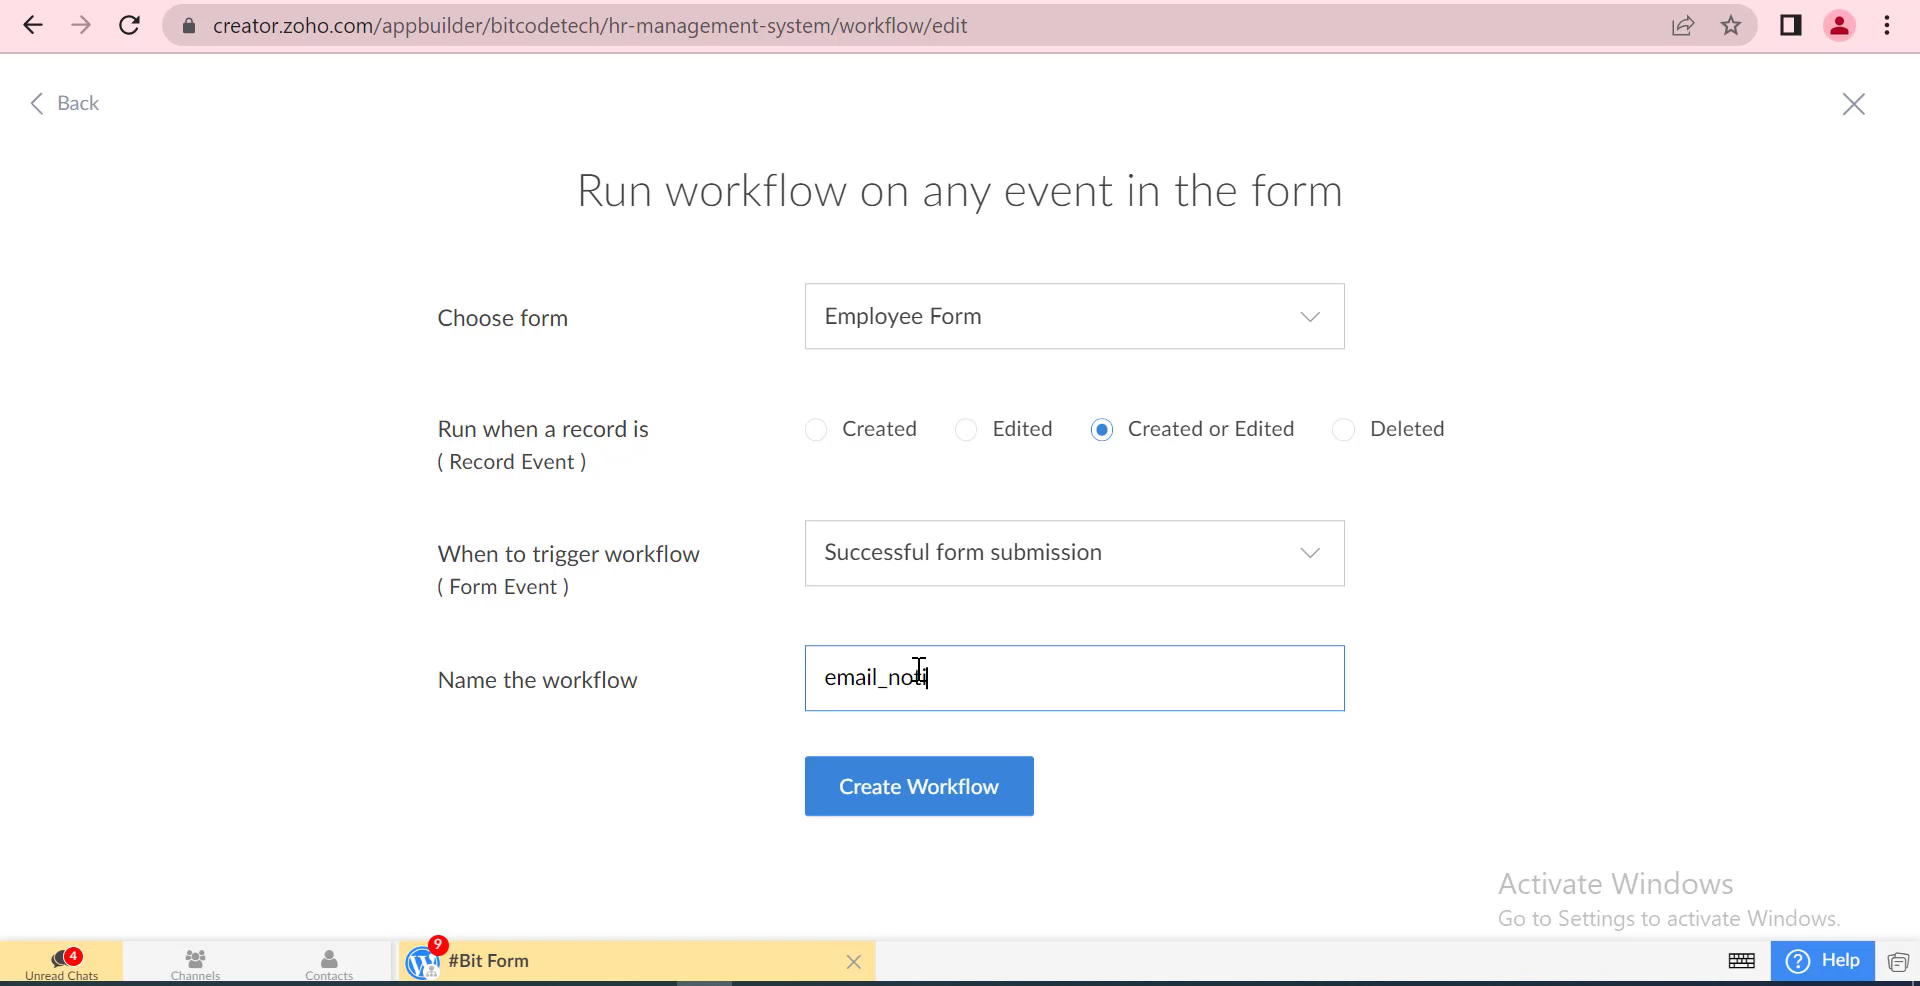 creator.zoho.com/appbuilder/bitcodetech/hr-management-system/workflow/edit
Back
Run workflow on any event in the form
Choose form
Employee Form
Run when a record is
( Record Event )
Created
Edited
Created or Edited
Deleted
When to trigger workflow
( Form Event )
Successful form submission
Name the workflow
email_noti
Create Workflow
Activate Windows
Go to Settings to activate Windows.
4
Unread Chats
Channels
Contacts
9
#Bit Form
? Help